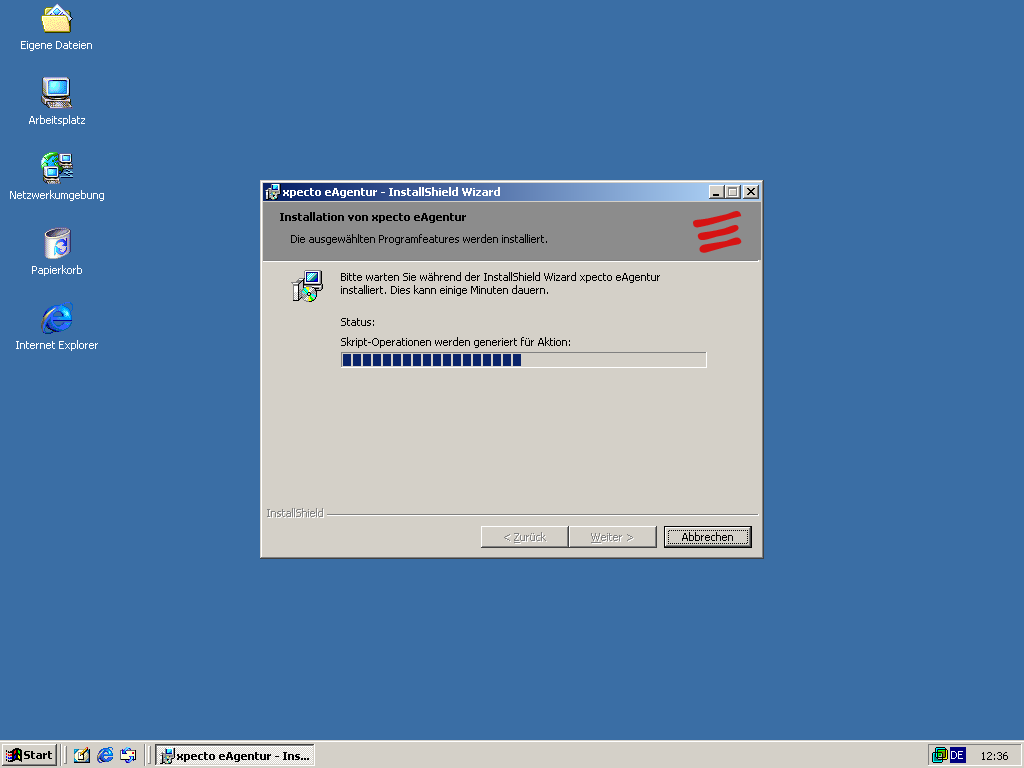 Eigene Dateien
Arbeitsplatz
Netzwerkumgebung
Papierkorb
Internet Explorer
xpecto eAgentur - InstallShield Wizard
Installation von xpecto eAgentur
Die ausgewählten Programfeatures werden installiert.
Bitte warten Sie während der InstallShield Wizard xpecto eAgentur
installiert. Dies kann einige Minuten dauern.
Status:
Skript-Operationen werden generiert für Aktion:
InstallShield
< Zurück
Weiter >
Abbrechen
Start
xpecto eAgentur - Ins...
DE
12:36